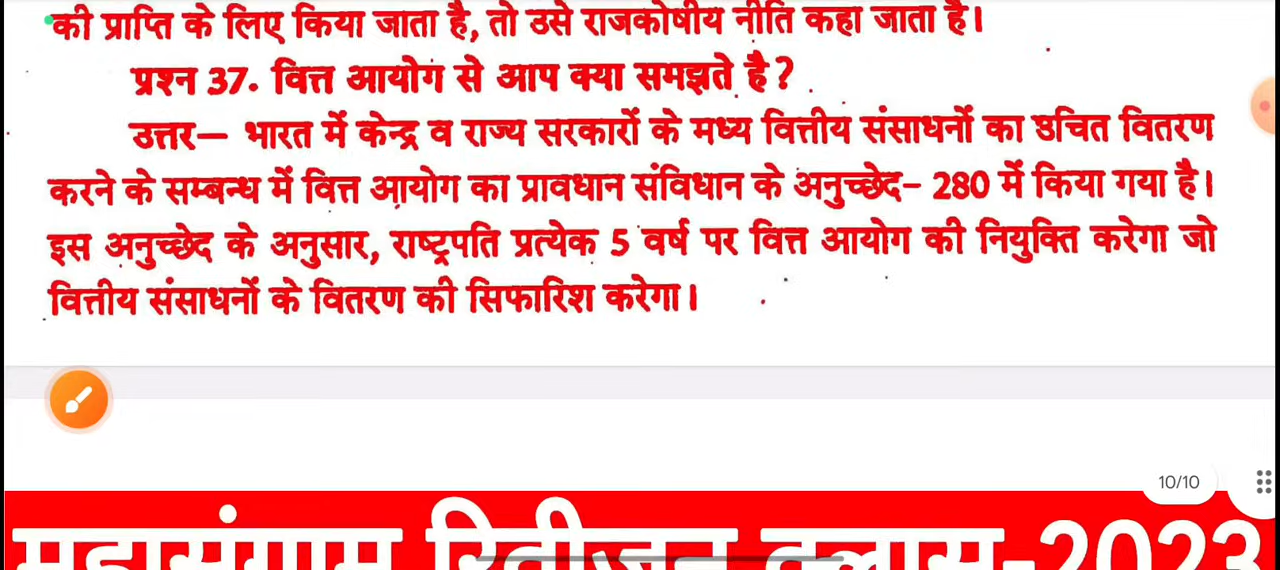 की प्राप्ति के लिए किया जाता है, तो उसे राजकोषीय नीति कहा जाता है।
प्रश्न 37. वित्त आयोग से आप क्या समझते है?
उत्तर— भारत में केन्द्र व राज्य सरकारों के मध्य वित्तीय संसाधनों का उचित वितरण
करने के सम्बन्ध में वित्त आयोग का प्रावधान संविधान के अनुच्छेद- 280 में किया गया है।
इस अनुच्छेद के अनुसार, राष्ट्रपति प्रत्येक 5 वर्ष पर वित्त आयोग की नियुक्ति करेगा जो
वित्तीय संसाधनों के वितरण की सिफारिश करेगा।
10/10
महासंग्राम रिवीजन क्लास-2023